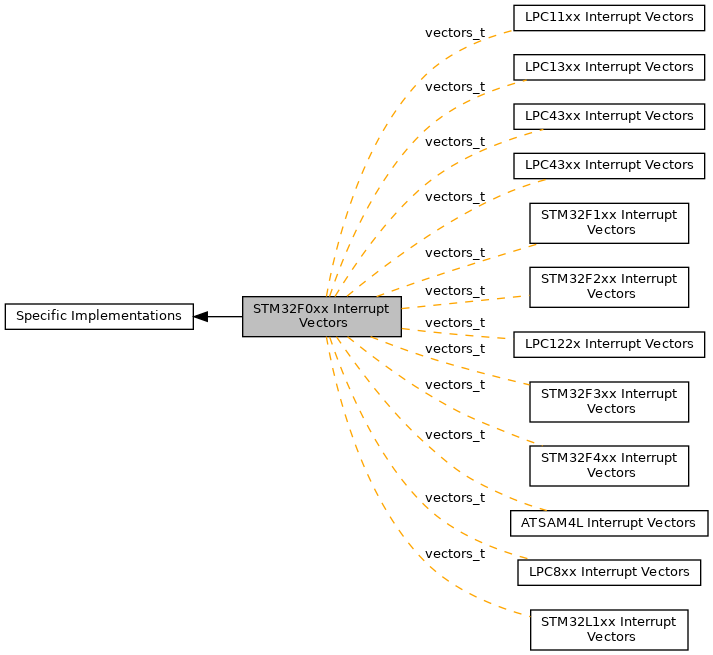 LPC11xx Interrupt Vectors
vectors_t
LPC13xx Interrupt Vectors
vectors_t
LPC43xx Interrupt Vectors
vectors_t
LPC43xx Interrupt Vectors
vectors_t
STM32F1xx Interrupt
Vectors
vectors_t
STM32F2xx Interrupt
Vectors
vectors_t
Specific Implementations
STM32F0xx Interrupt
Vectors
vectors_t
LPC122x Interrupt Vectors
vectors_t
STM32F3xx Interrupt
Vectors
vectors_t
STM32F4xx Interrupt
Vectors
vectors_t
ATSAM4L Interrupt Vectors
vectors_t
LPC8xx Interrupt Vectors
vectors_t
STM32L1xx Interrupt
Vectors